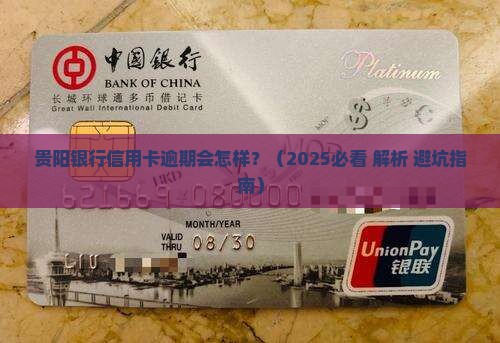 中國銀行
BANK OF CHINA
长城环球通多币借记卡
Great Wall International Debit Card
Platinum
贵阳银行信用卡逾期会怎样？（2025必看 解析 避坑指
南）
MONTH/YEAR
VALID
THRU
08/30
UnionPay
银联